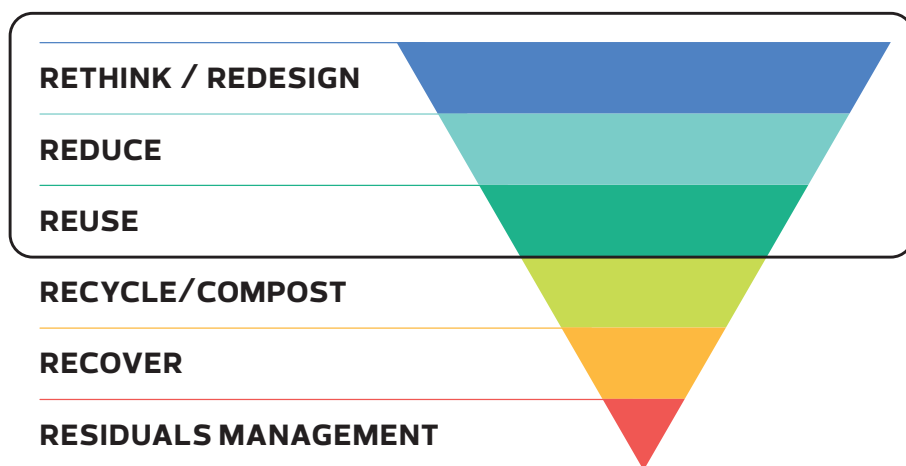 RETHINK / REDESIGN
REDUCE
REUSE
RECYCLE/COMPOST
RECOVER
RESIDUALS MANAGEMENT